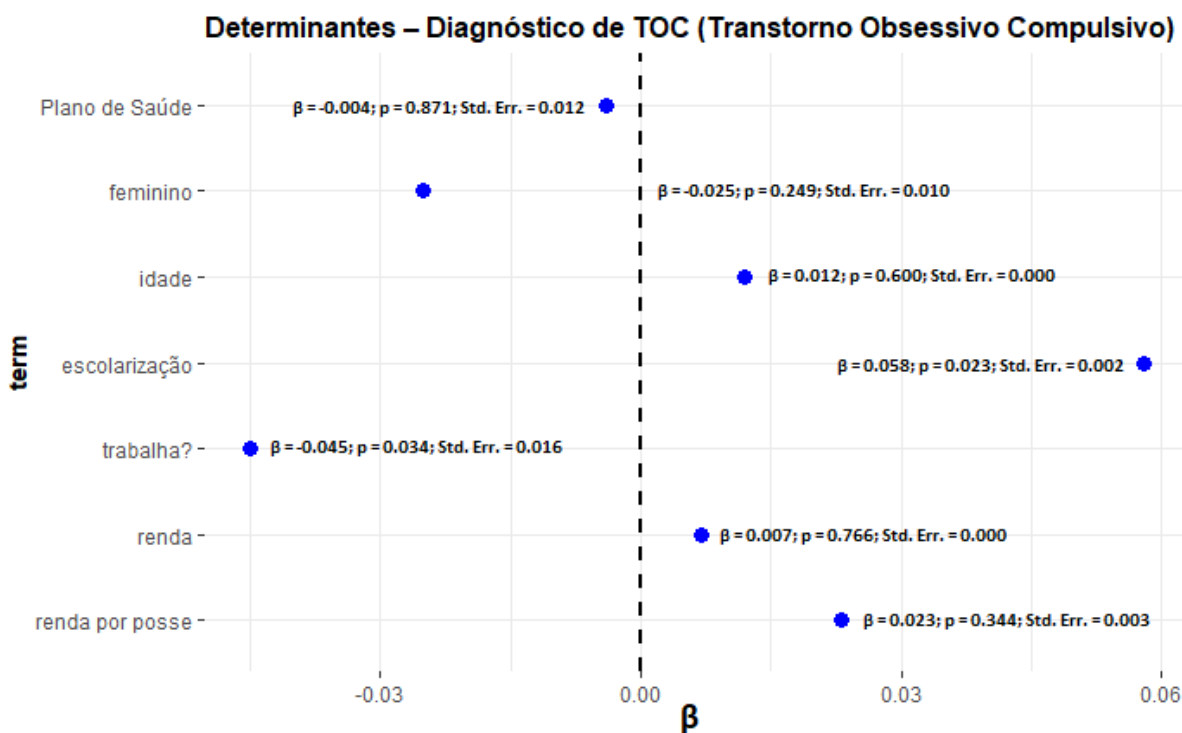 Determinantes – Diagnóstico de TOC (Transtorno Obsessivo Compulsivo)
Plano de Saúde
β = -0.004; p = 0.871; Std. Err. = 0.012
feminino
β = -0.025; p = 0.249; Std. Err. = 0.010
idade
β = 0.012; p = 0.600; Std. Err. = 0.000
escolarização
β = 0.058; p = 0.023; Std. Err. = 0.002
term
trabalha?
β = -0.045; p = 0.034; Std. Err. = 0.016
renda
β = 0.007; p = 0.766; Std. Err. = 0.000
renda por posse
β = 0.023; p = 0.344; Std. Err. = 0.003
-0.03 0.00 0.03 0.06
β